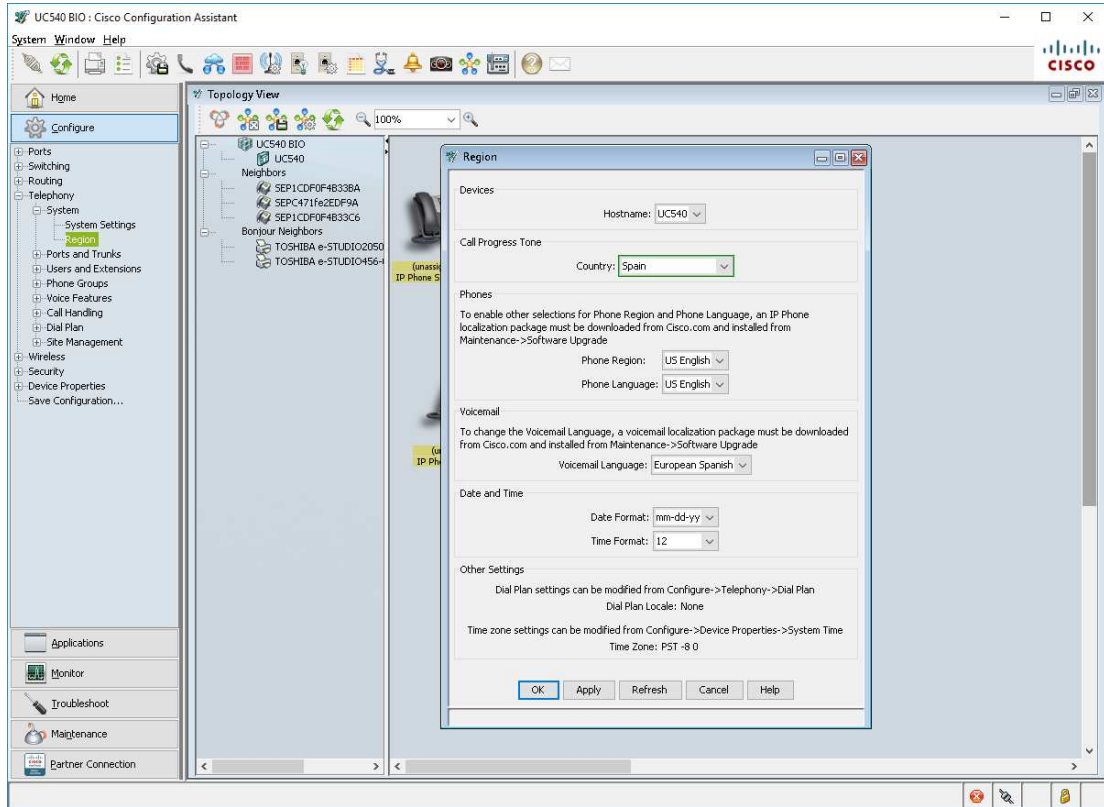 UC540 BIO : Cisco Configuration Assistant
System Window Help
CISCO
Home
Configure
Ports
Switching
Routing
Telephony
System
System Settings
Region
Ports and Trunks
Users and Extensions
Phone Groups
Voice Features
Call Handling
Dial Plan
Site Management
Wireless
Security
Device Properties
Save Configuration...
Applications
Monitor
Troubleshoot
Maintenance
Partner Connection
Topology View
100%
UC540 BIO
UC540
Neighbors
SEP1CDF0F4B33BA
SEPC471fe2EDF9A
SEP1CDF0F4B33C6
Bonjour Neighbors
TOSHIBA e-STUDIO2050
TOSHIBA e-STUDIO456-
(unassi
IP Phone S
(u
IP Ph
Region
Devices
Hostname: UC540
Call Progress Tone
Country: Spain
Phones
To enable other selections for Phone Region and Phone Language, an IP Phone
localization package must be downloaded from Cisco.com and installed from
Maintenance->Software Upgrade
Phone Region: US English
Phone Language: US English
Voicemail
To change the Voicemail Language, a voicemail localization package must be downloaded
from Cisco.com and installed from Maintenance->Software Upgrade
Voicemail Language: European Spanish
Date and Time
Date Format: mm-dd-yy
Time Format: 12
Other Settings
Dial Plan settings can be modified from Configure->Telephony->Dial Plan
Dial Plan Locale: None
Time zone settings can be modified from Configure->Device Properties->System Time
Time Zone: PST -8 0
OK Apply Refresh Cancel Help